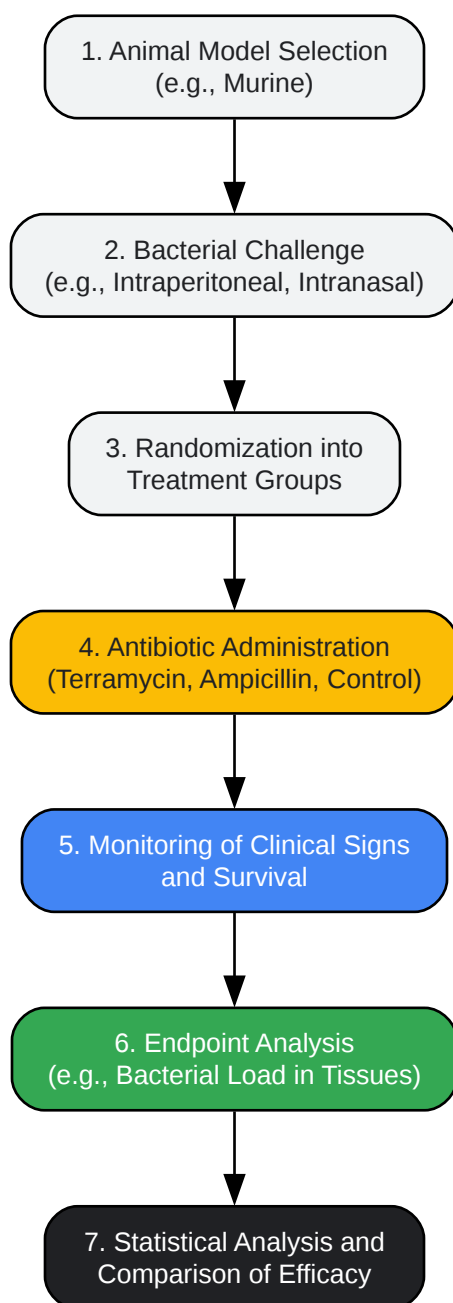 1. Animal Model Selection
(e.g., Murine)
2. Bacterial Challenge
(e.g., Intraperitoneal, Intranasal)
3. Randomization into
Treatment Groups
4. Antibiotic Administration
(Terramycin, Ampicillin, Control)
5. Monitoring of Clinical Signs
and Survival
6. Endpoint Analysis
(e.g., Bacterial Load in Tissues)
7. Statistical Analysis and
Comparison of Efficacy